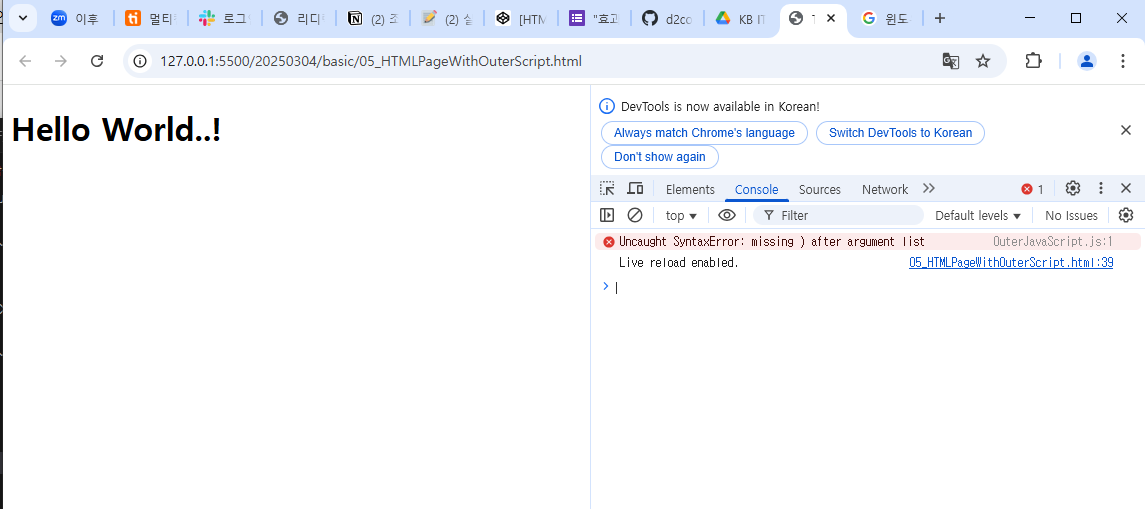 이후
멀티
로그
리디
(2) 조
(2) 실
[HTM
"효과
d2co
KB IT
T
윈도
127.0.0.1:5500/20250304/basic/05_HTMLPageWithOuterScript.html
Hello World..!
DevTools is now available in Korean!
Always match Chrome's language
Switch DevTools to Korean
Don't show again
Elements
Console
Sources
Network
1
top
Filter
Default levels
No Issues
Uncaught SyntaxError: missing ) after argument list
OuterJavaScript.js:1
Live reload enabled.
05_HTMLPageWithOuterScript.html:39